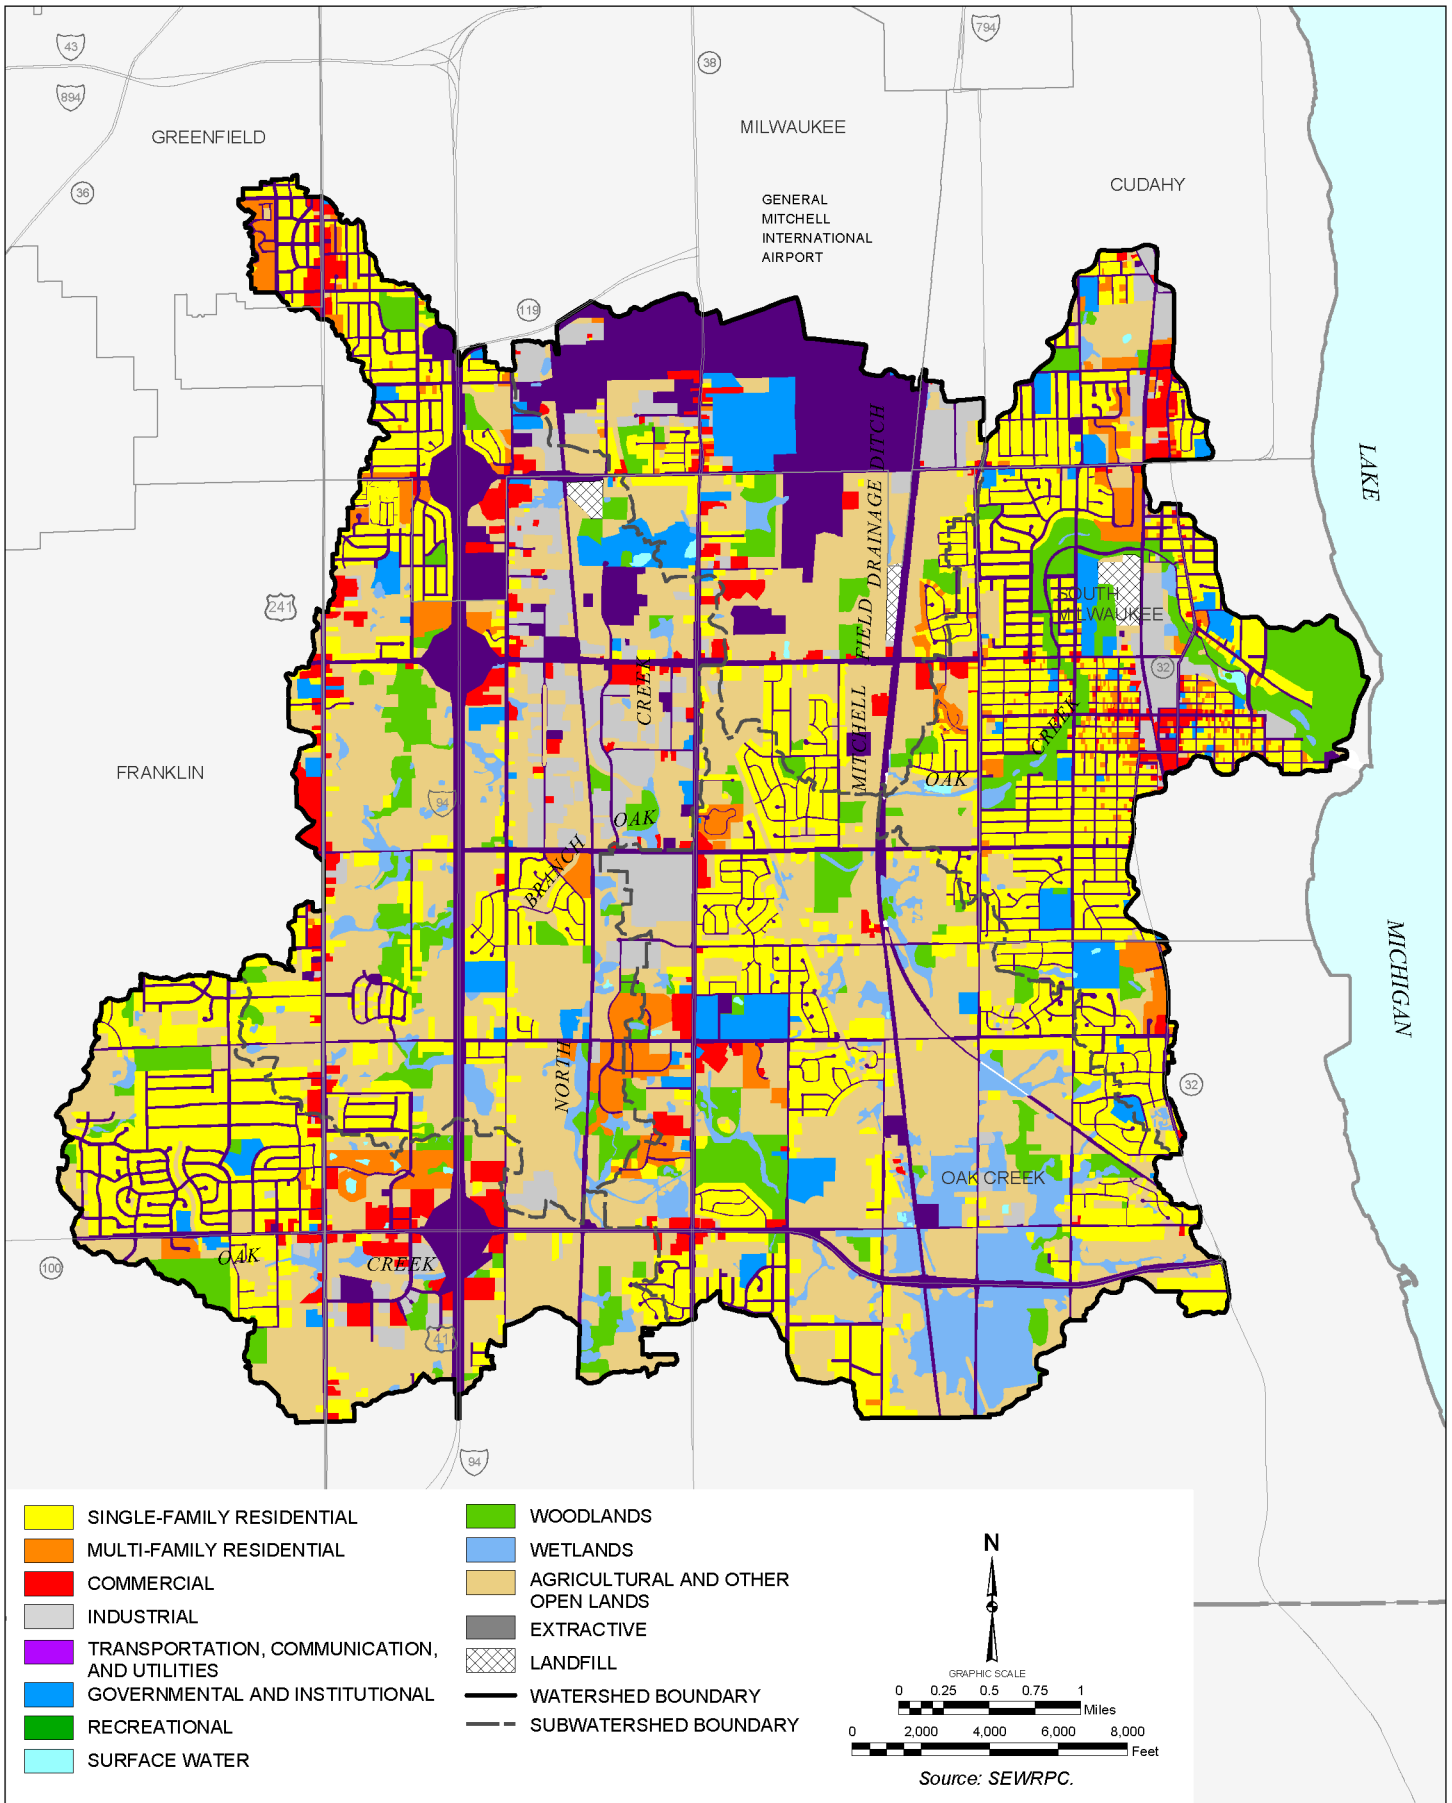 43
894
GREENFIELD
36
38
MILWAUKEE
794
CUDAHY
GENERAL
MITCHELL
INTERNATIONAL
AIRPORT
119
LAKE
MICHIGAN
241
MITCHELL FIELD DRAINAGE DITCH
SOUTH
MILWAUKEE
32
CREEK
OAK
CREEK
OAK
FRANKLIN
94
OAK
BRANCH
NORTH
32
OAK CREEK
100
OAK
CREEK
41
94
SINGLE-FAMILY RESIDENTIAL
MULTI-FAMILY RESIDENTIAL
COMMERCIAL
INDUSTRIAL
TRANSPORTATION, COMMUNICATION,
AND UTILITIES
GOVERNMENTAL AND INSTITUTIONAL
RECREATIONAL
SURFACE WATER
WOODLANDS
WETLANDS
AGRICULTURAL AND OTHER
OPEN LANDS
EXTRACTIVE
LANDFILL
WATERSHED BOUNDARY
SUBWATERSHED BOUNDARY
N
GRAPHIC SCALE
0 0.25 0.5 0.75 1
Miles
0 2,000 4,000 6,000 8,000
Feet
Source: SEWRPC.